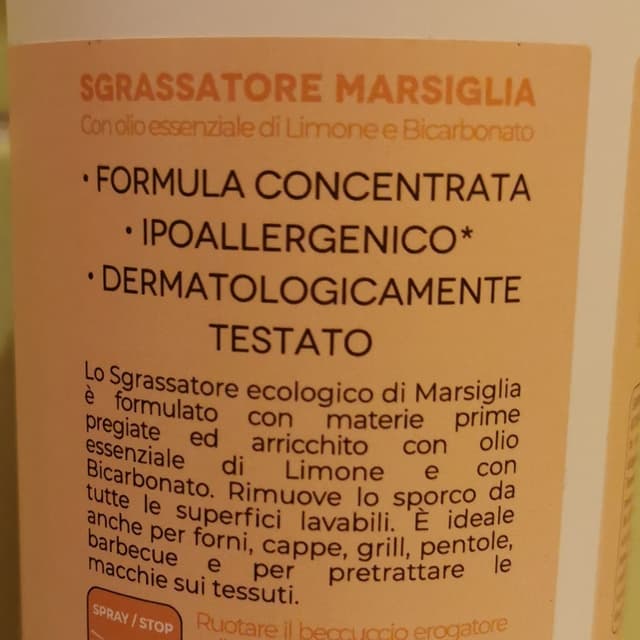 SGRASSATORE MARSIGLIA
Con olio essenziale di Limone e Bicarbonato
• FORMULA CONCENTRATA
• IPOALLERGENICO*
• DERMATOLOGICAMENTE
TESTATO
Lo Sgrassatore ecologico di Marsiglia
è formulato con materie prime
pregiate ed arricchito con olio
essenziale di Limone e con
Bicarbonato. Rimuove lo sporco da
tutte le superfici lavabili. È ideale
anche per forni, cappe, grill, pentole,
barbecue e per pretrattare le
macchie sui tessuti.
SPRAY / STOP
Ruotare il beccuccio erogatore